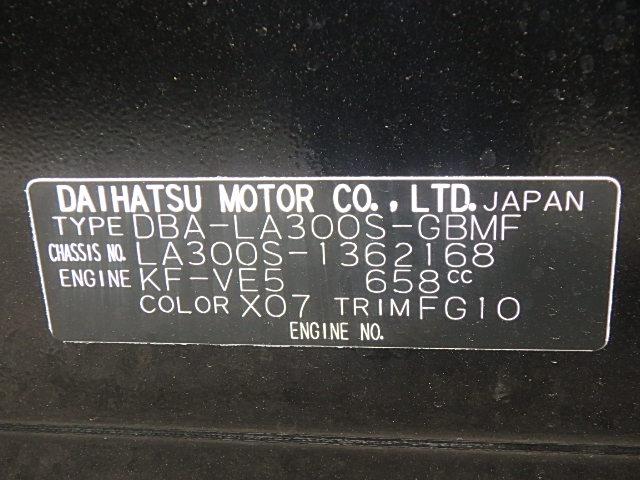 DAIHATSU MOTOR CO., LTD. JAPAN
TYPE DBA-LA300S-GBMF
CHASSIS NO. LA300S-1362168
ENGINE KF-VE5 658cc
COLOR X07 TRIM FG10
ENGINE NO.